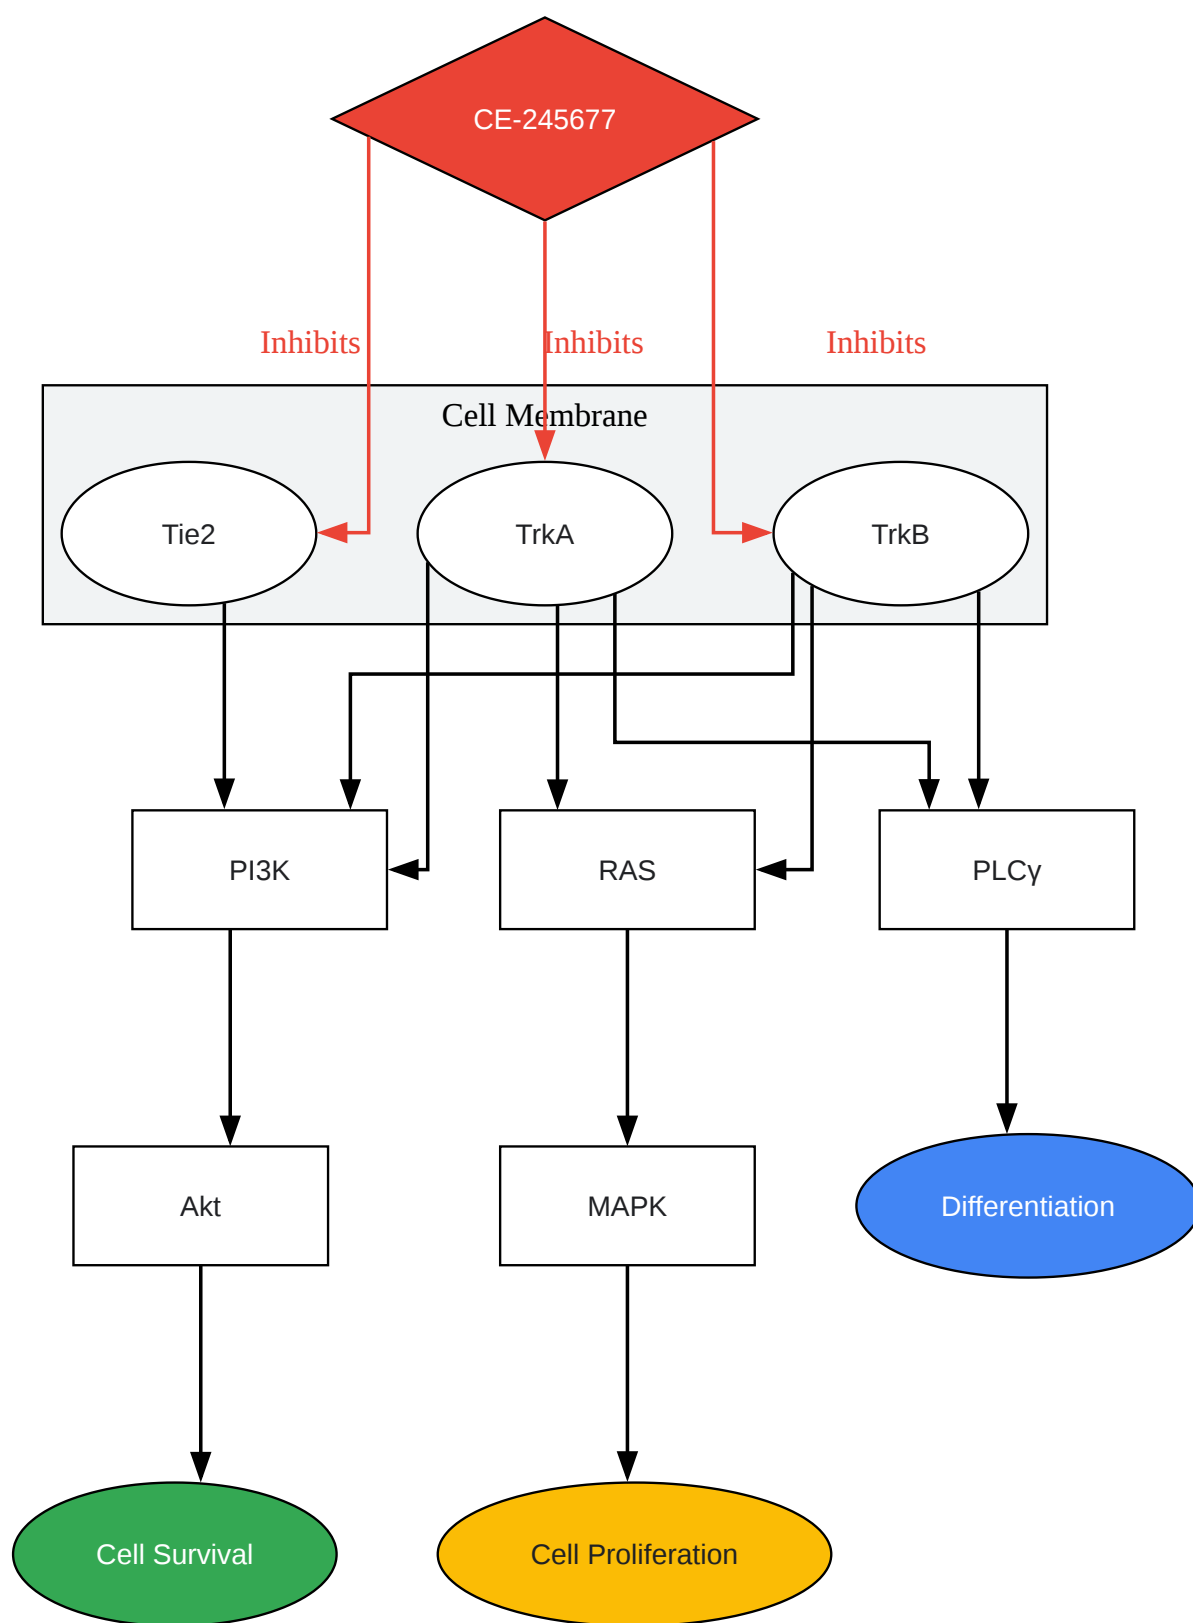 CE-245677
Inhibits
Inhibits
Inhibits
Cell Membrane
Tie2
TrkA
TrkB
PI3K
RAS
PLCγ
Akt
MAPK
Differentiation
Cell Survival
Cell Proliferation